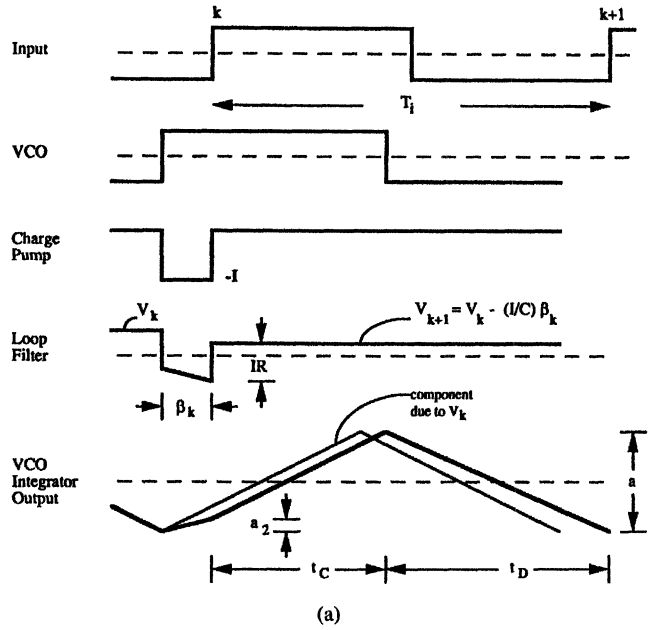 k
k+1
Input
T_i
VCO
Charge
Pump
-I
V_k
V_{k+1} = V_k - (I/C) β_k
Loop
Filter
IR
β_k
component
due to V_k
VCO
Integrator
Output
a
a_2
t_C
t_D
(a)